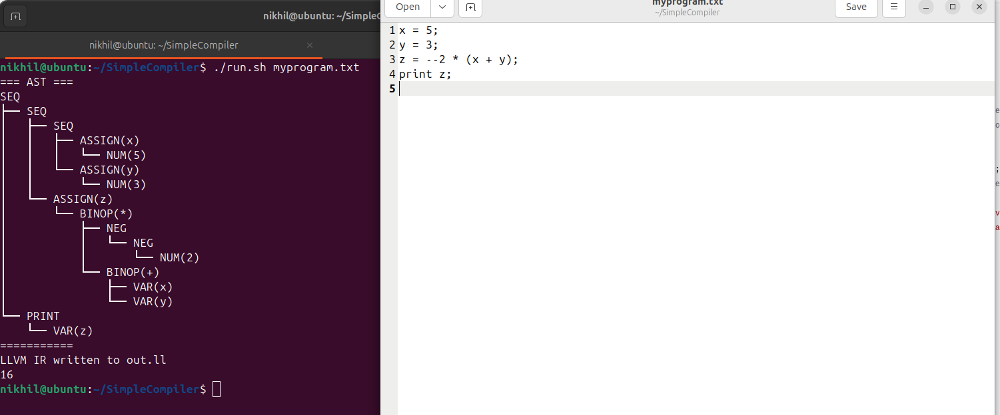 nikhil@ubuntu: ~/SimpleC
nikhil@ubuntu: ~/SimpleCompiler
nikhil@ubuntu:~/SimpleCompiler$ ./run.sh myprogram.txt
=== AST ===
SEQ
├── SEQ
│   ├── SEQ
│   │   ├── ASSIGN(x)
│   │   │   └── NUM(5)
│   │   └── ASSIGN(y)
│   │       └── NUM(3)
│   └── ASSIGN(z)
│       └── BINOP(*)
│           ├── NEG
│           │   └── NEG
│           │       └── NUM(2)
│           └── BINOP(+)
│               ├── VAR(x)
│               └── VAR(y)
└── PRINT
    └── VAR(z)
===========
LLVM IR written to out.ll
16
nikhil@ubuntu:~/SimpleCompiler$
Open
myprogram.txt
~/SimpleCompiler
Save
1 x = 5;
2 y = 3;
3 z = --2 * (x + y);
4 print z;
5
e
o
;
e
v
a